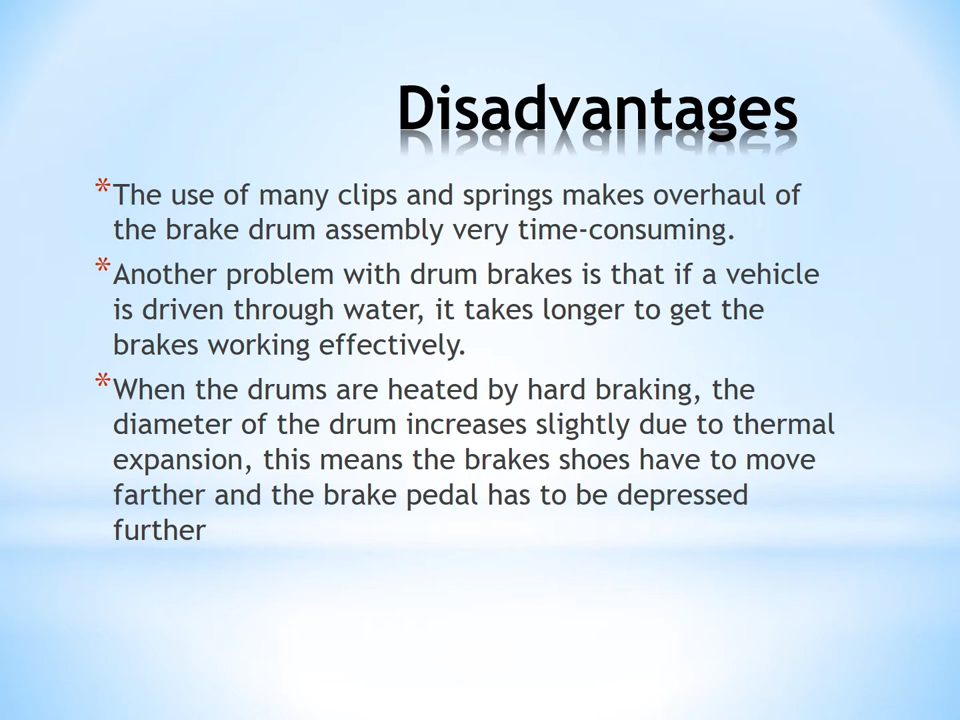 Disadvantages
*The use of many clips and springs makes overhaul of
the brake drum assembly very time-consuming.
*Another problem with drum brakes is that if a vehicle
is driven through water, it takes longer to get the
brakes working effectively.
*When the drums are heated by hard braking, the
diameter of the drum increases slightly due to thermal
expansion, this means the brakes shoes have to move
farther and the brake pedal has to be depressed
further